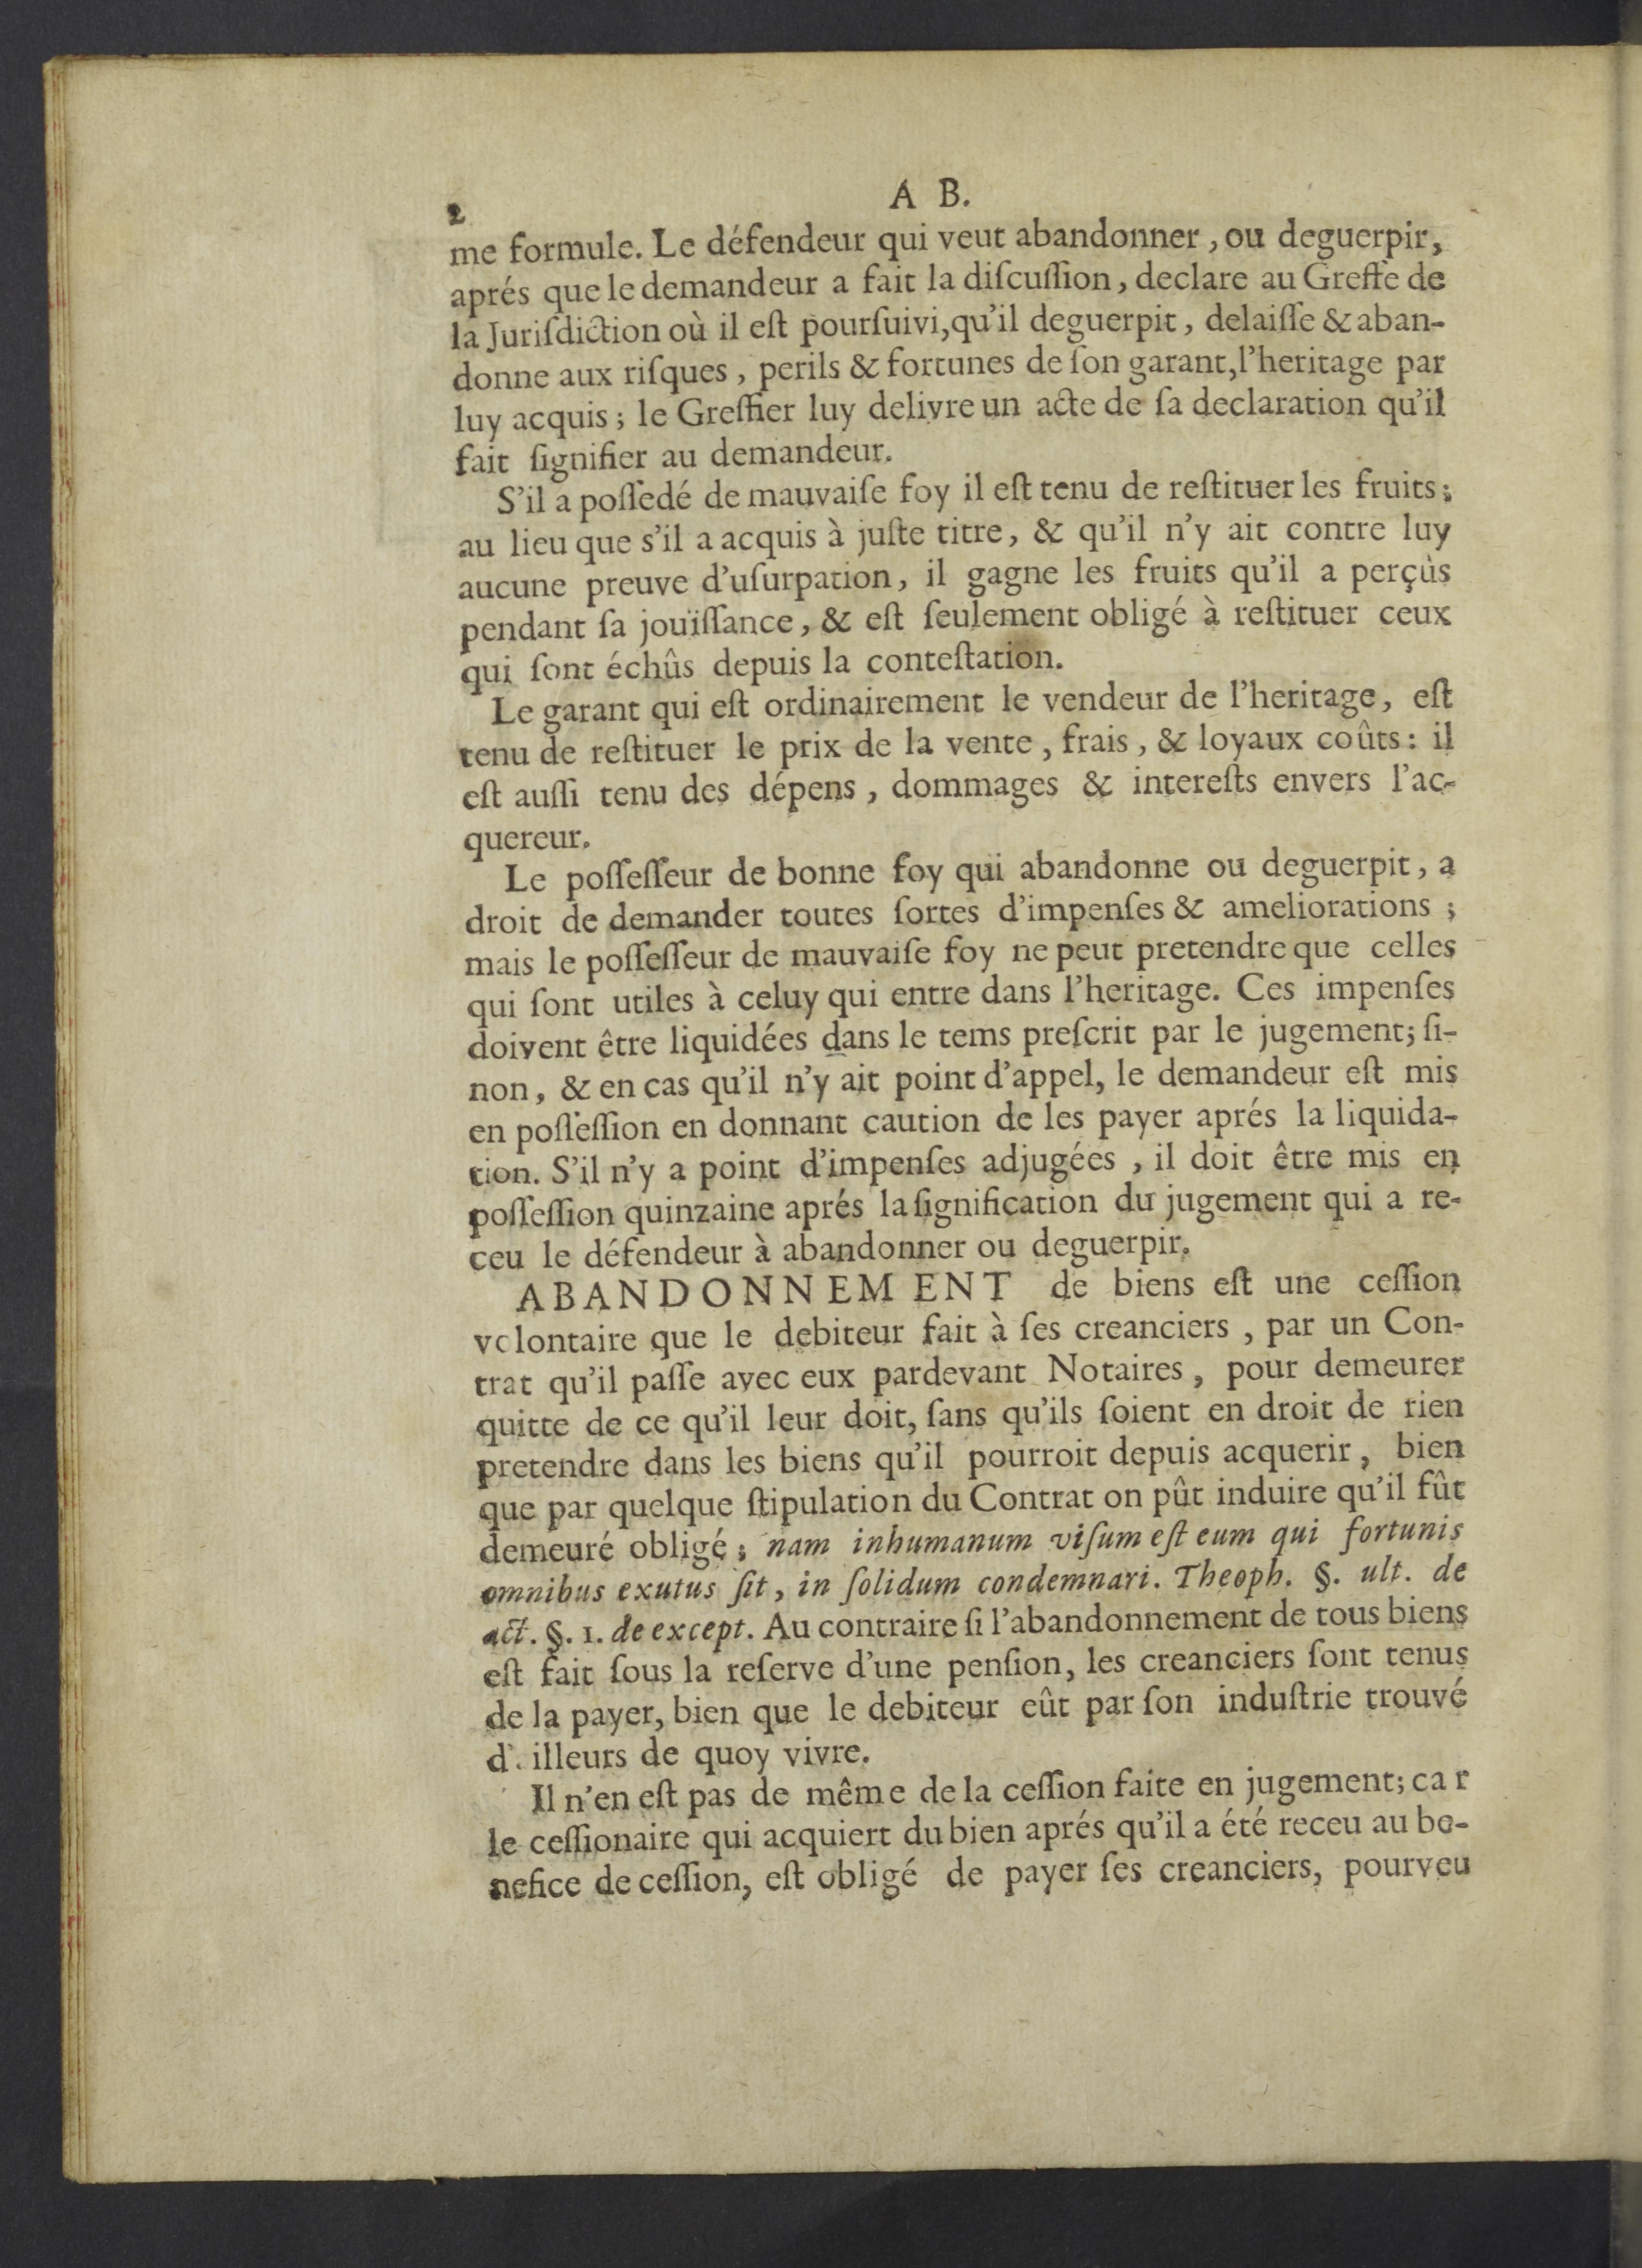 2
A B.
me formule. Le défendeur qui veut abandonner, ou deguerpir,
aprés que le demandeur a fait la diſcuſſion, declare au Greffe de
la Juriſdiction où il eſt pourſuivi, qu'il deguerpit, delaiſſe & aban-
donne aux riſques, perils & fortunes de ſon garant, l'heritage par
luy acquis; le Greffier luy delivre un acte de ſa declaration qu'il
fait ſignifier au demandeur.
S'il a poſſedé de mauvaiſe foy il eſt tenu de reſtituer les fruits;
au lieu que s'il a acquis à juſte titre, & qu'il n'y ait contre luy
aucune preuve d'uſurpation, il gagne les fruits qu'il a perçûs
pendant ſa jouïſſance, & eſt ſeulement obligé à reſtituer ceux
qui ſont échûs depuis la conteſtation.
Le garant qui eſt ordinairement le vendeur de l'heritage, eſt
tenu de reſtituer le prix de la vente, frais, & loyaux coûts: il
eſt auſſi tenu des dépens, dommages & intereſts envers l'ac-
quereur.
Le poſſeſſeur de bonne foy qui abandonne ou deguerpit, a
droit de demander toutes ſortes d'impenſes & ameliorations;
mais le poſſeſſeur de mauvaiſe foy ne peut pretendre que celles
qui ſont utiles à celuy qui entre dans l'heritage. Ces impenſes
doivent être liquidées dans le tems preſcrit par le jugement; ſi-
non, & en cas qu'il n'y ait point d'appel, le demandeur eſt mis
en poſſeſſion en donnant caution de les payer aprés la liquida-
tion. S'il n'y a point d'impenſes adjugées, il doit être mis en
poſſeſſion quinzaine aprés la ſignification du jugement qui a re-
ceu le défendeur à abandonner ou deguerpir.
ABANDONNEMENT de biens eſt une ceſſion
volontaire que le debiteur fait à ſes creanciers, par un Con-
trat qu'il paſſe avec eux pardevant Notaires, pour demeurer
quitte de ce qu'il leur doit, ſans qu'ils ſoient en droit de rien
pretendre dans les biens qu'il pourroit depuis acquerir, bien
que par quelque ſtipulation du Contrat on pût induire qu'il fût
demeuré obligé; nam inhumanum viſum eſt eum qui fortunis
omnibus exutus ſit, in ſolidum condemnari. Theoph. §. ult. de
act. §. 1. de except. Au contraire ſi l'abandonnement de tous biens
eſt fait ſous la reſerve d'une penſion, les creanciers ſont tenus
de la payer, bien que le debiteur eût par ſon induſtrie trouvé
d'illeurs de quoy vivre.
Il n'en eſt pas de même de la ceſſion faite en jugement; car
le ceſſionaire qui acquiert du bien aprés qu'il a été receu au be-
nefice de ceſſion, eſt obligé de payer ſes creanciers, pourveu